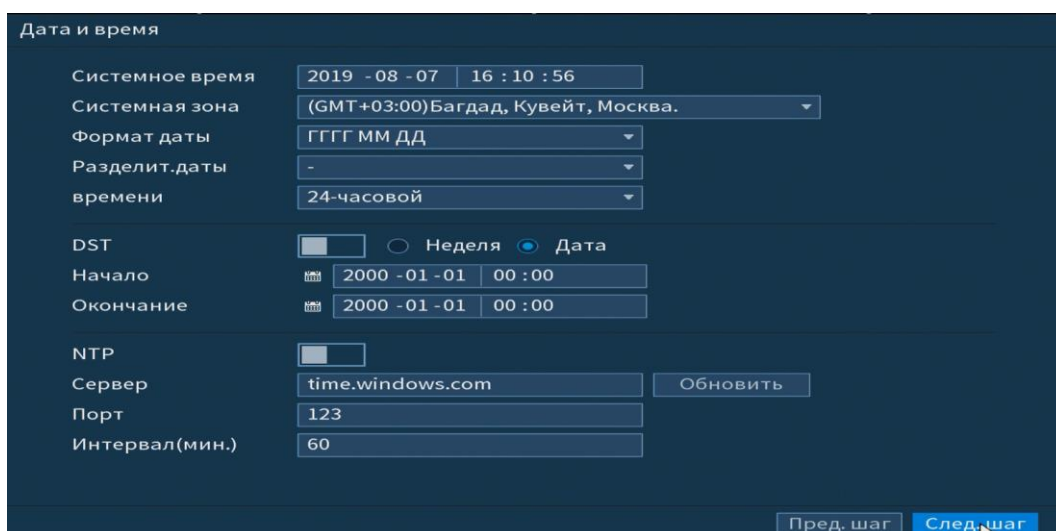 Дата и время
Системное время 2019 - 08 - 07 16 : 10 : 56
Системная зона (GMT+03:00)Багдад, Кувейт, Москва.
Формат даты ГГГГ ММ ДД
Разделит.даты -
времени 24-часовой
DST Неделя Дата
Начало 2000 - 01 - 01 00 : 00
Окончание 2000 - 01 - 01 00 : 00
NTP
Сервер time.windows.com Обновить
Порт 123
Интервал(мин.) 60
Пред. шаг След. шаг